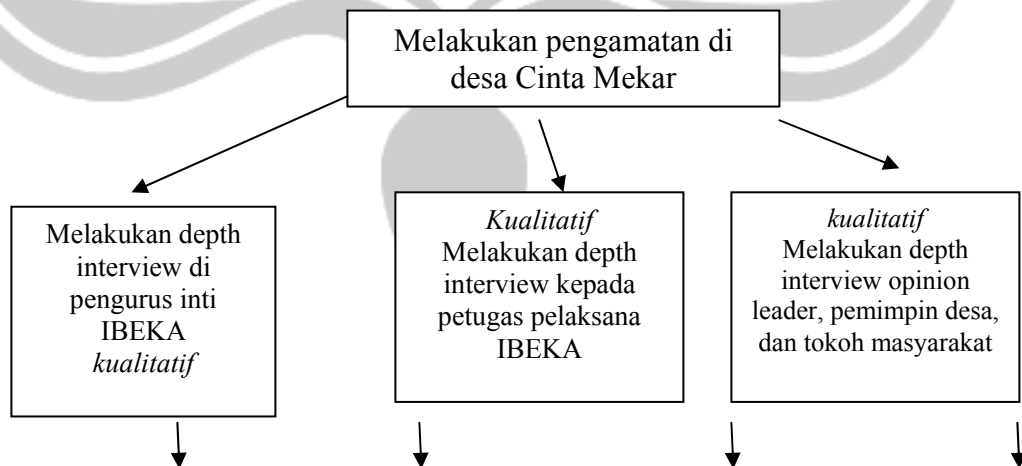 Melakukan pengamatan di
desa Cinta Mekar
Melakukan depth
interview di
pengurus inti
IBEKA
kualitatif
Kualitatif
Melakukan depth
interview kepada
petugas pelaksana
IBEKA
kualitatif
Melakukan depth
interview opinion
leader, pemimpin desa,
dan tokoh masyarakat